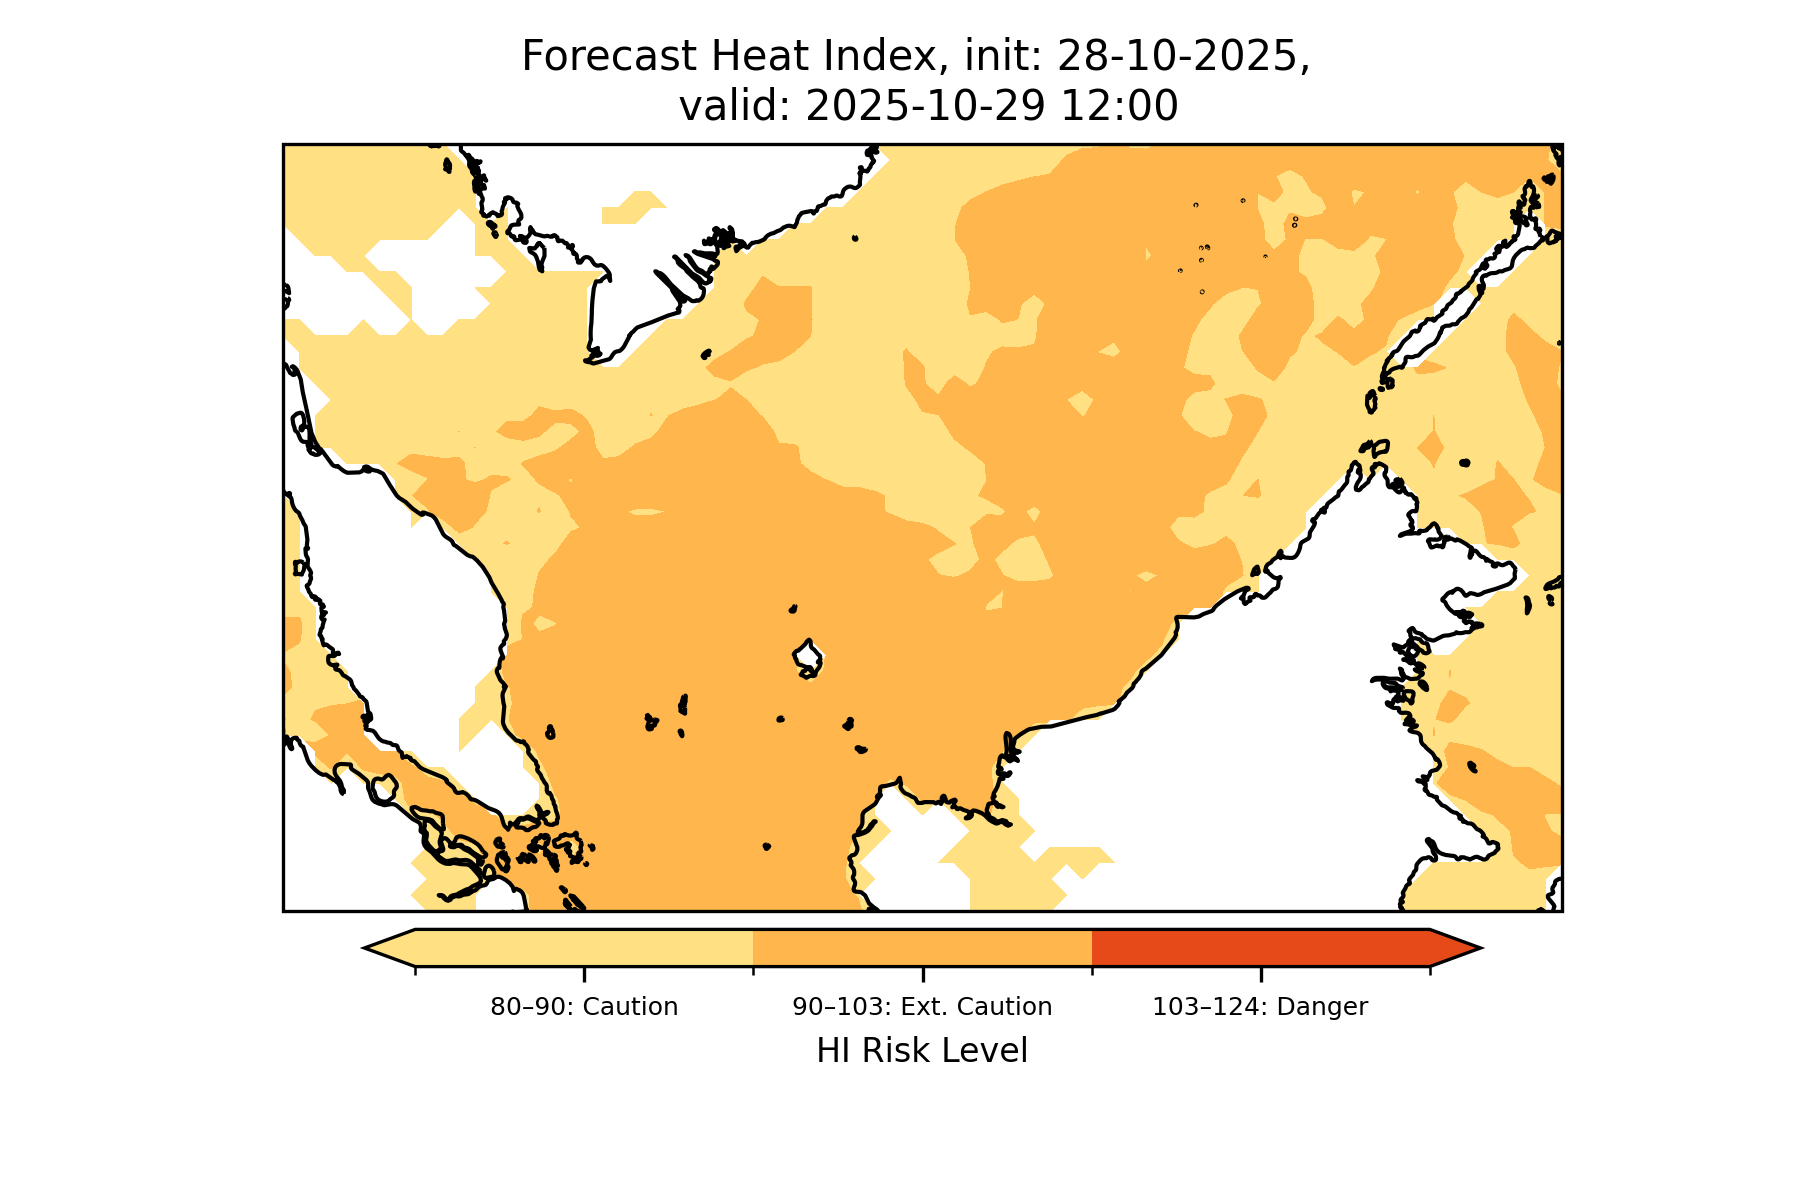 Forecast Heat Index, init: 28-10-2025,
valid: 2025-10-29 12:00
80–90: Caution
90–103: Ext. Caution
103–124: Danger
HI Risk Level